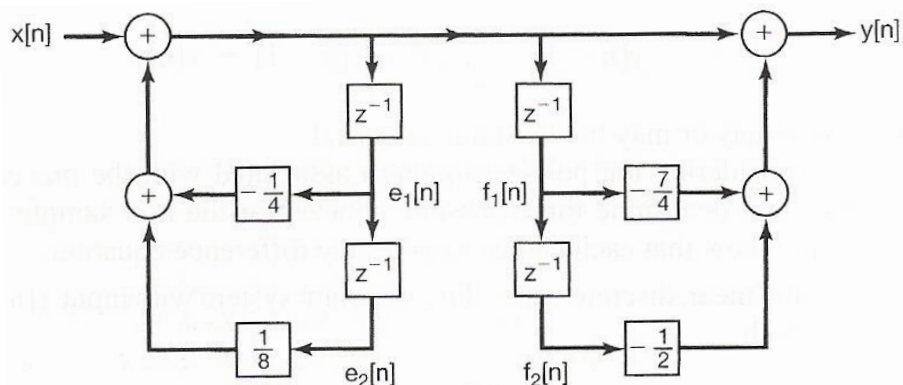 x[n] + + y[n]
z⁻¹ z⁻¹
+ 1/4 e₁[n] f₁[n] - 7/4 +
z⁻¹ z⁻¹
1/8 e₂[n] f₂[n] - 1/2